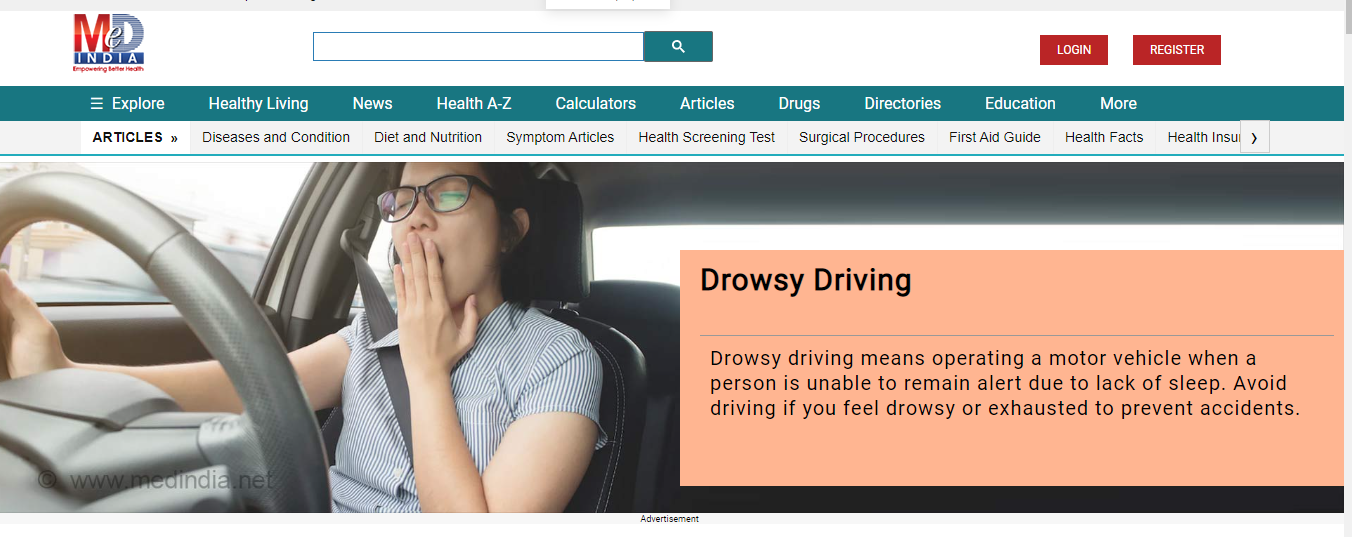 MeD
INDIA
Empowering Better Health
LOGIN
REGISTER
☰ Explore
Healthy Living
News
Health A-Z
Calculators
Articles
Drugs
Directories
Education
More
ARTICLES »
Diseases and Condition
Diet and Nutrition
Symptom Articles
Health Screening Test
Surgical Procedures
First Aid Guide
Health Facts
Health Insu
Drowsy Driving
Drowsy driving means operating a motor vehicle when a
person is unable to remain alert due to lack of sleep. Avoid
driving if you feel drowsy or exhausted to prevent accidents.
© www.medindia.net
Advertisement